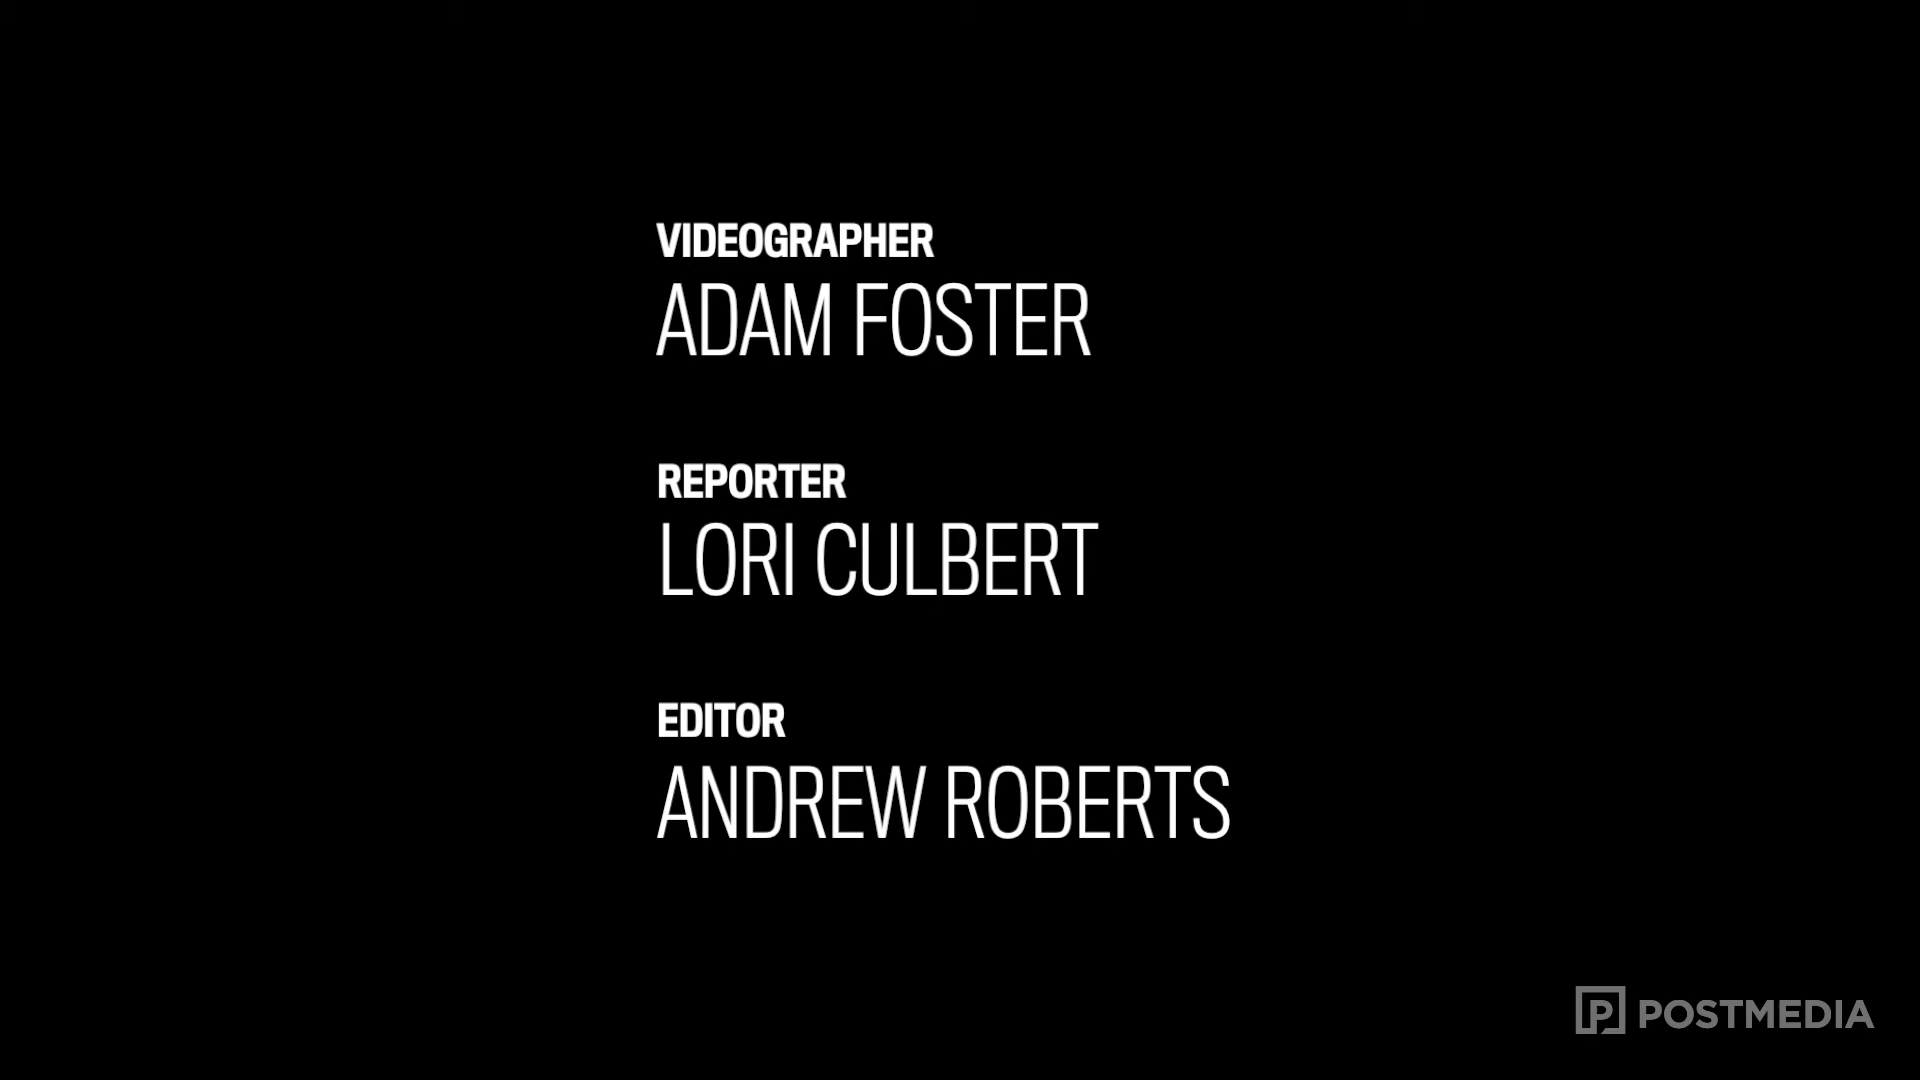 VIDEOGRAPHER
ADAM FOSTER
REPORTER
LORI CULBERT
EDITOR
ANDREW ROBERTS
P POSTMEDIA